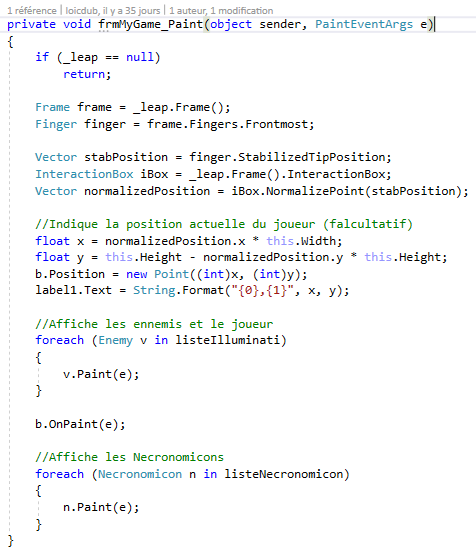 1 référence | loicdub, il y a 35 jours | 1 auteur, 1 modification
private void frmMyGame_Paint(object sender, PaintEventArgs e)
{
if (_leap == null)
return;
Frame frame = _leap.Frame();
Finger finger = frame.Fingers.Frontmost;
Vector stabPosition = finger.StabilizedTipPosition;
InteractionBox iBox = _leap.Frame().InteractionBox;
Vector normalizedPosition = iBox.NormalizePoint(stabPosition);
//Indique la position actuelle du joueur (falcultatif)
float x = normalizedPosition.x * this.Width;
float y = this.Height - normalizedPosition.y * this.Height;
b.Position = new Point((int)x, (int)y);
label1.Text = String.Format("{0},{1}", x, y);
//Affiche les ennemis et le joueur
foreach (Enemy v in listeIlluminati)
{
v.Paint(e);
}
b.OnPaint(e);
//Affiche les Necronomicons
foreach (Necronomicon n in listeNecronomicon)
{
n.Paint(e);
}
}